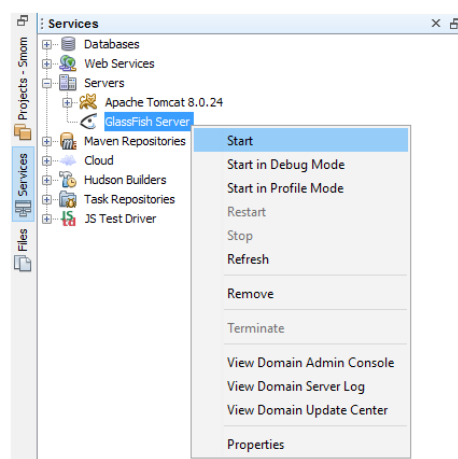 Services
Projects - Smom
Services
Files
Databases
Web Services
Servers
Apache Tomcat 8.0.24
GlassFish Server
Maven Repositories
Cloud
Hudson Builders
Task Repositories
JS Test Driver
Start
Start in Debug Mode
Start in Profile Mode
Restart
Stop
Refresh
Remove
Terminate
View Domain Admin Console
View Domain Server Log
View Domain Update Center
Properties